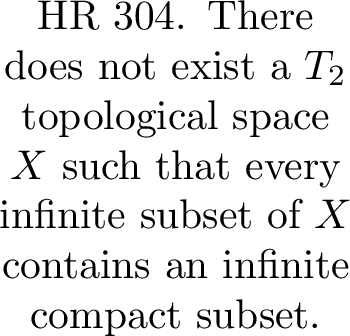 HR 304. There
does not exist a $T_2$
topological space
$X$ such that every
infinite subset of $X$
contains an infinite
compact subset.